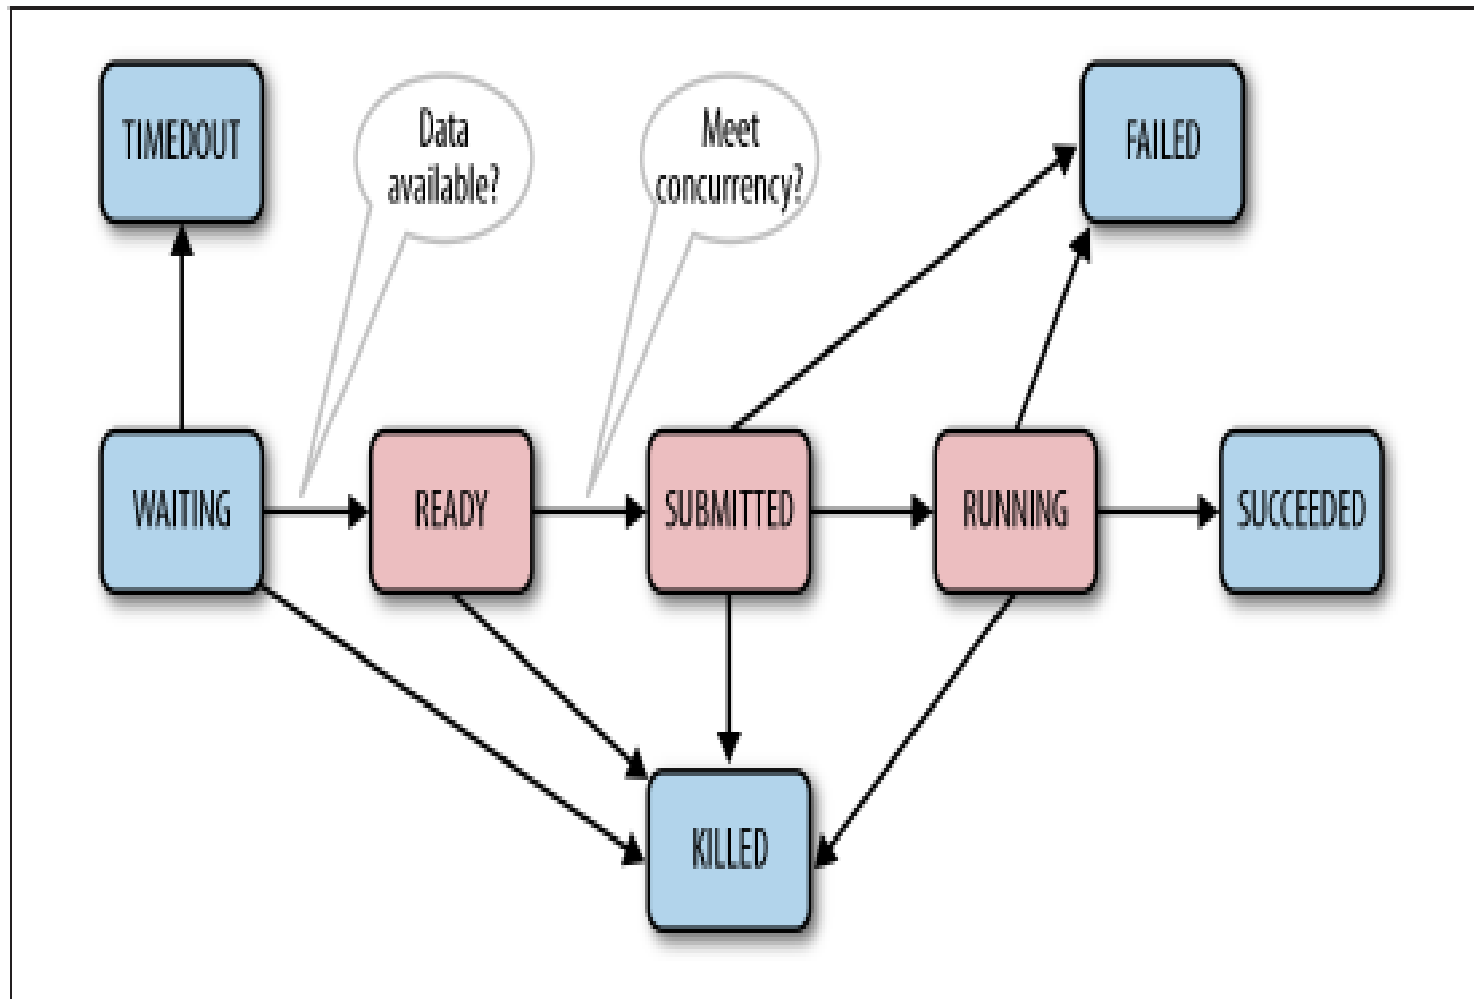 TIMEDOUT
Data
available?
Meet
concurrency?
FAILED
WAITING
READY
SUBMITTED
RUNNING
SUCCEEDED
KILLED